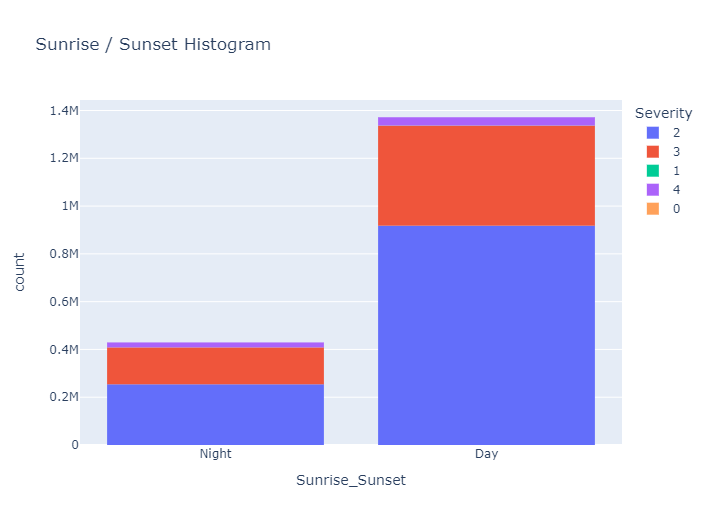 Sunrise / Sunset Histogram
1.4M
1.2M
1M
0.8M
0.6M
0.4M
0.2M
0
count
Night
Day
Sunrise_Sunset
Severity
2
3
1
4
0